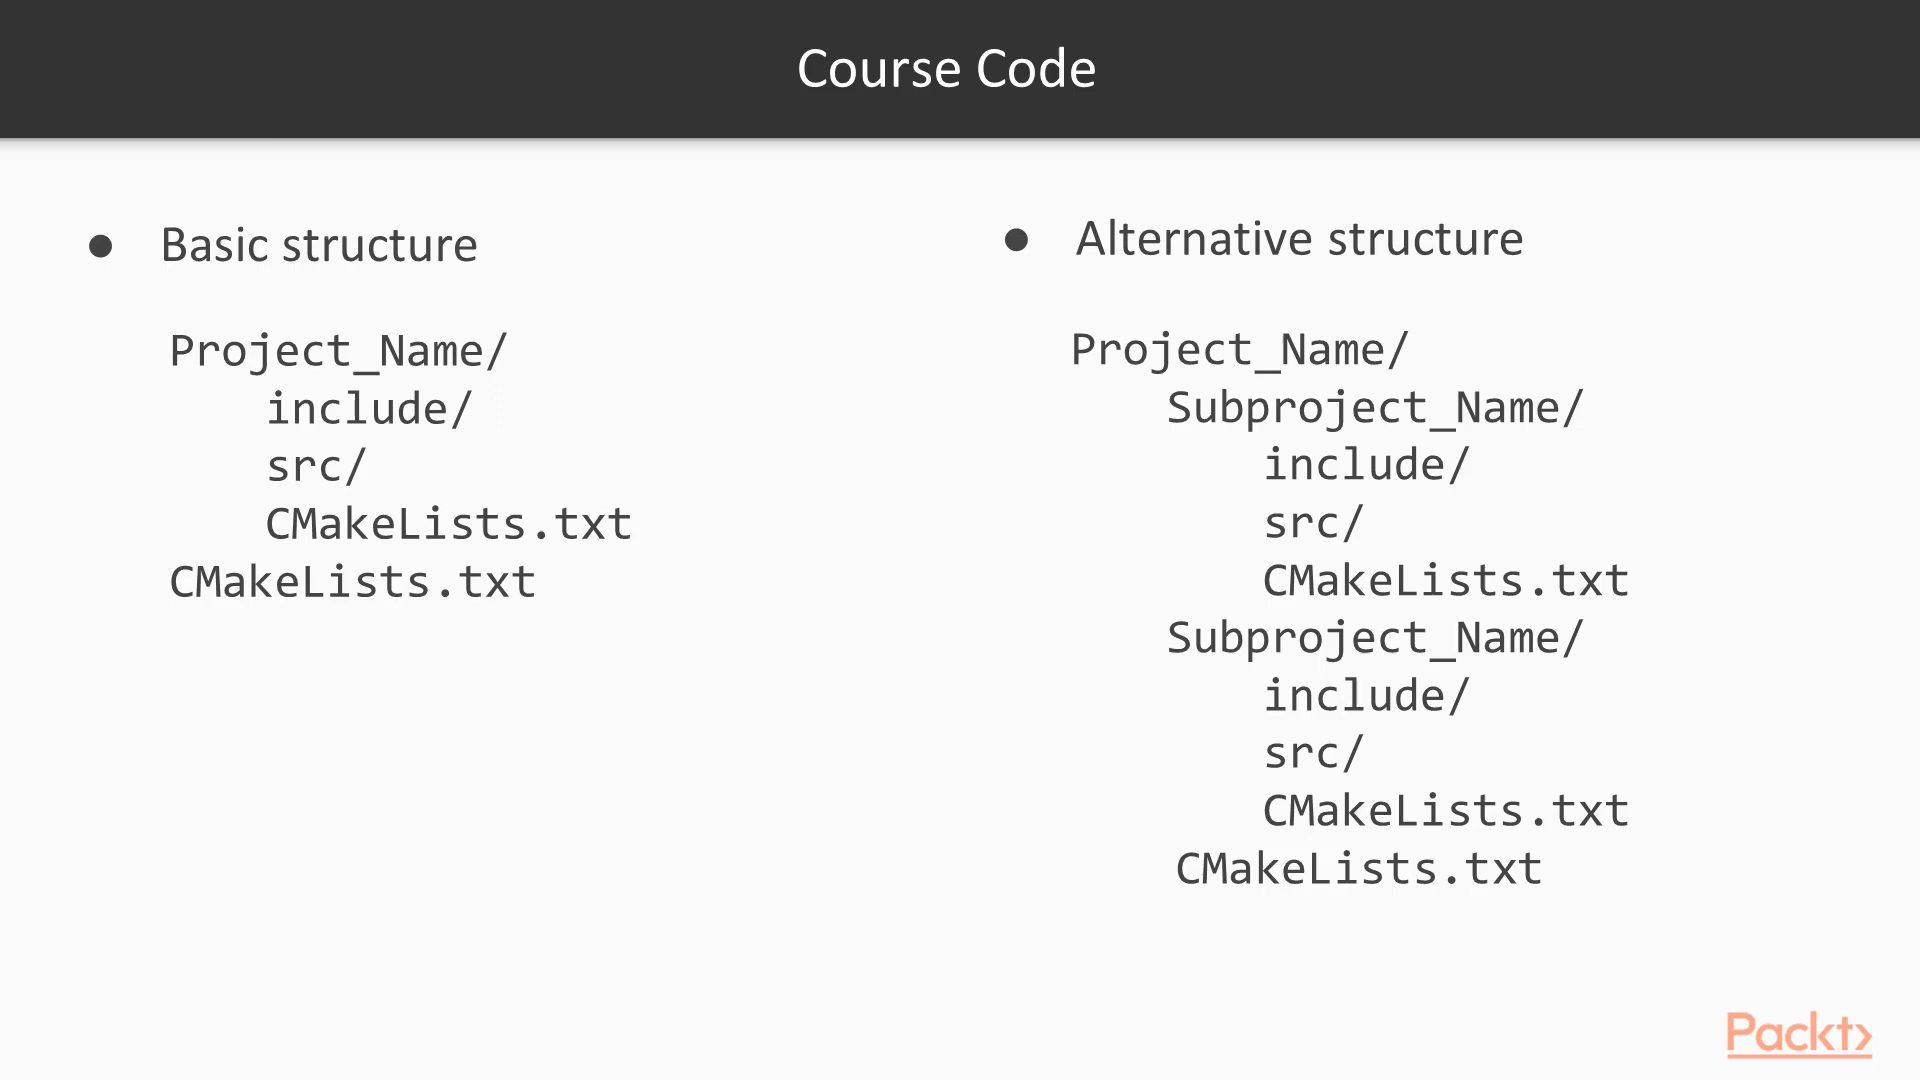 Course Code
● Basic structure
Project_Name/
include/
src/
CMakeLists.txt
CMakeLists.txt
● Alternative structure
Project_Name/
Subproject_Name/
include/
src/
CMakeLists.txt
Subproject_Name/
include/
src/
CMakeLists.txt
CMakeLists.txt
Packt>